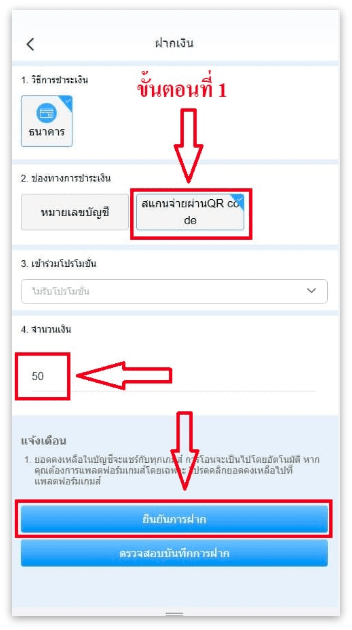 ฝากเงิน
1. วิธีการชำระเงิน
ขั้นตอนที่ 1
ธนาคาร
2. ช่องทางการชำระเงิน
หมายเลขบัญชี
สแกนจ่ายผ่านQR co
de
3. เข้าร่วมโปรโมชั่น
ไม่รับโปรโมชั่น
4. จำนวนเงิน
50
แจ้งเตือน
1. ยอดคงเหลือในบัญชีจะแชร์กับทุกเกมส์ การโอนจะเป็นไปโดยอัตโนมัติ หาก
คุณต้องการแพลตฟอร์มเกมส์โดยเฉพาะ โปรดคลิกยอดคงเหลือไปที่
แพลตฟอร์มเกมส์
ยืนยันการฝาก
ตรวจสอบบันทึกการฝาก